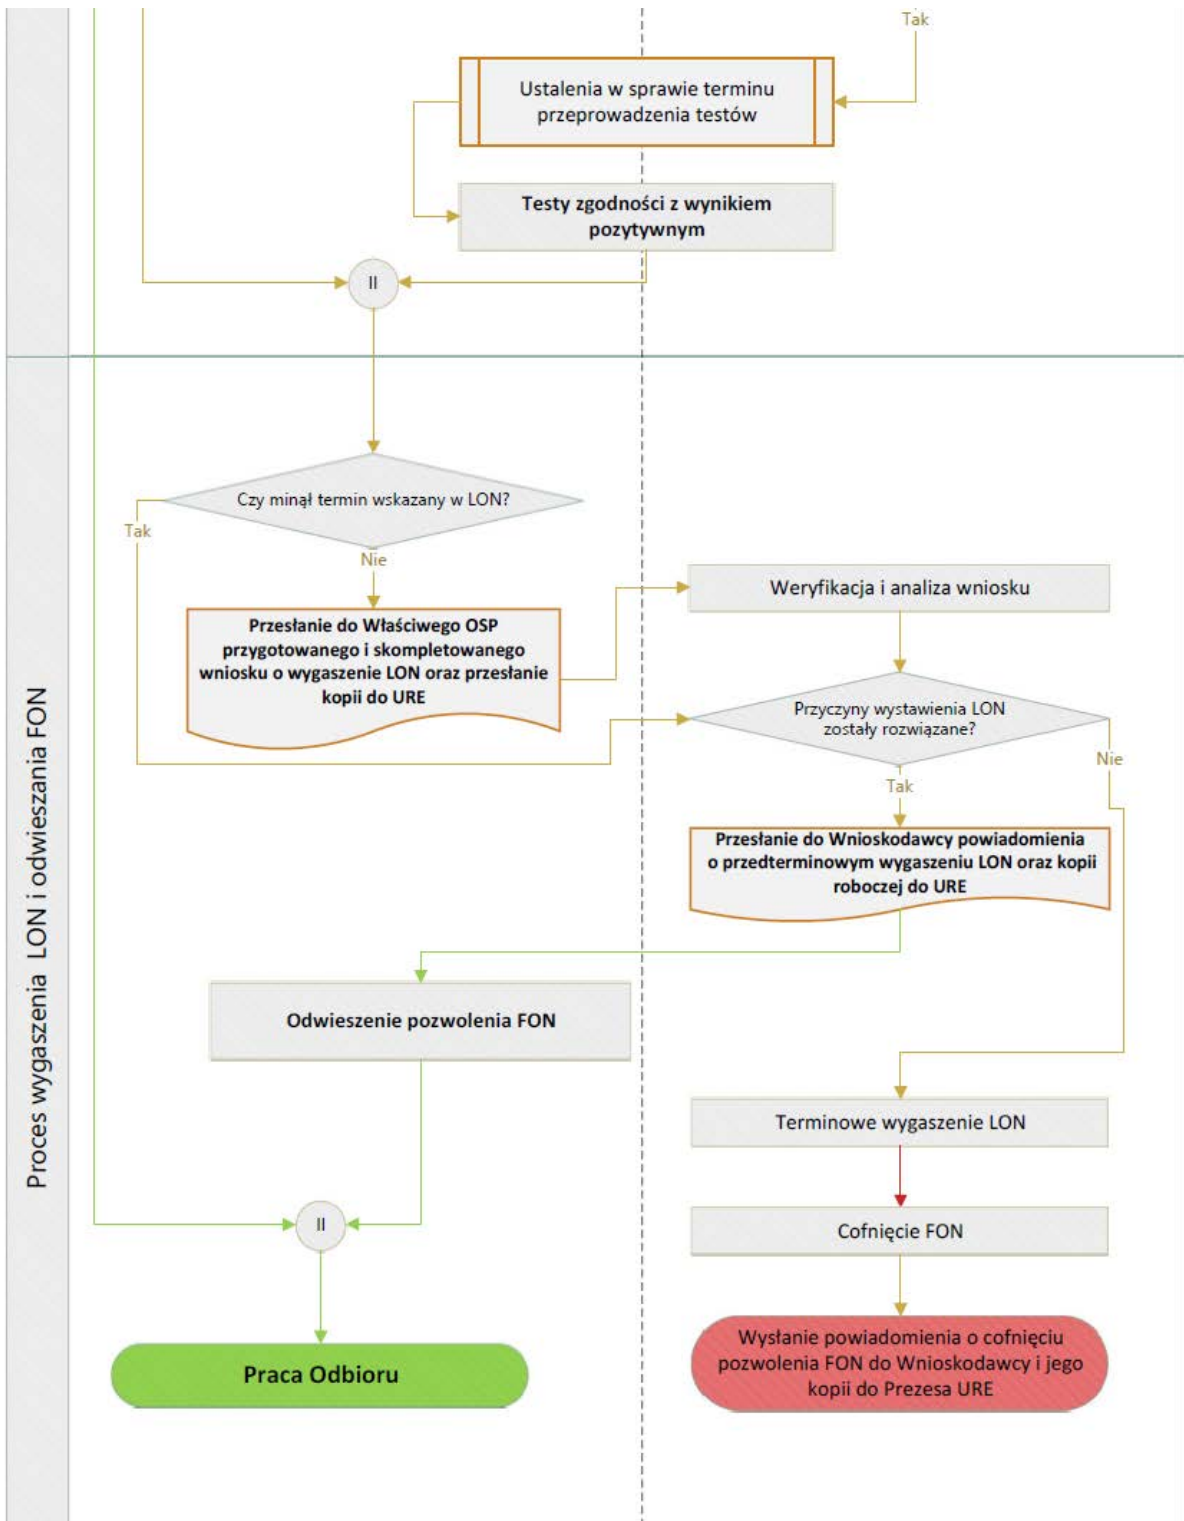 Tak
Ustalenia w sprawie terminu
przeprowadzenia testów
Testy zgodności z wynikiem
pozytywnym
II
Proces wygaszenia LON i odwieszania FON
Czy minął termin wskazany w LON?
Tak
Nie
Weryfikacja i analiza wniosku
Przesłanie do Właściwego OSP
przygotowanego i skompletowanego
wniosku o wygaszenie LON oraz przesłanie
kopii do URE
Przyczyny wystawienia LON
zostały rozwiązane?
Nie
Tak
Przesłanie do Wnioskodawcy powiadomienia
o przedterminowym wygaszeniu LON oraz kopii
roboczej do URE
Odwieszenie pozwolenia FON
Terminowe wygaszenie LON
II
Cofnięcie FON
Praca Odbioru
Wysłanie powiadomienia o cofnięciu
pozwolenia FON do Wnioskodawcy i jego
kopii do Prezesa URE